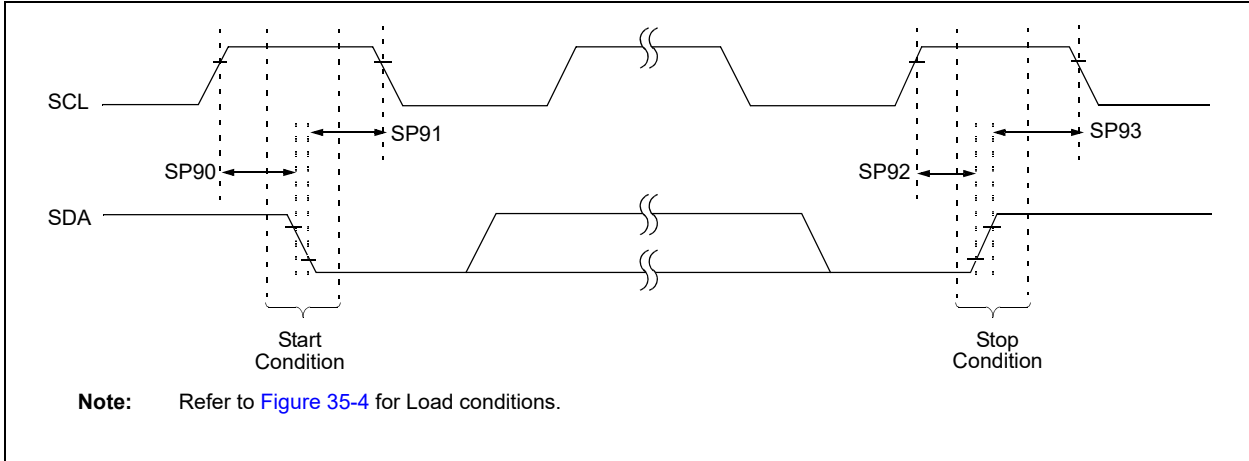 SCL
SP91
SP93
SP90
SP92
SDA
Start
Condition
Stop
Condition
Note: Refer to Figure 35-4 for Load conditions.